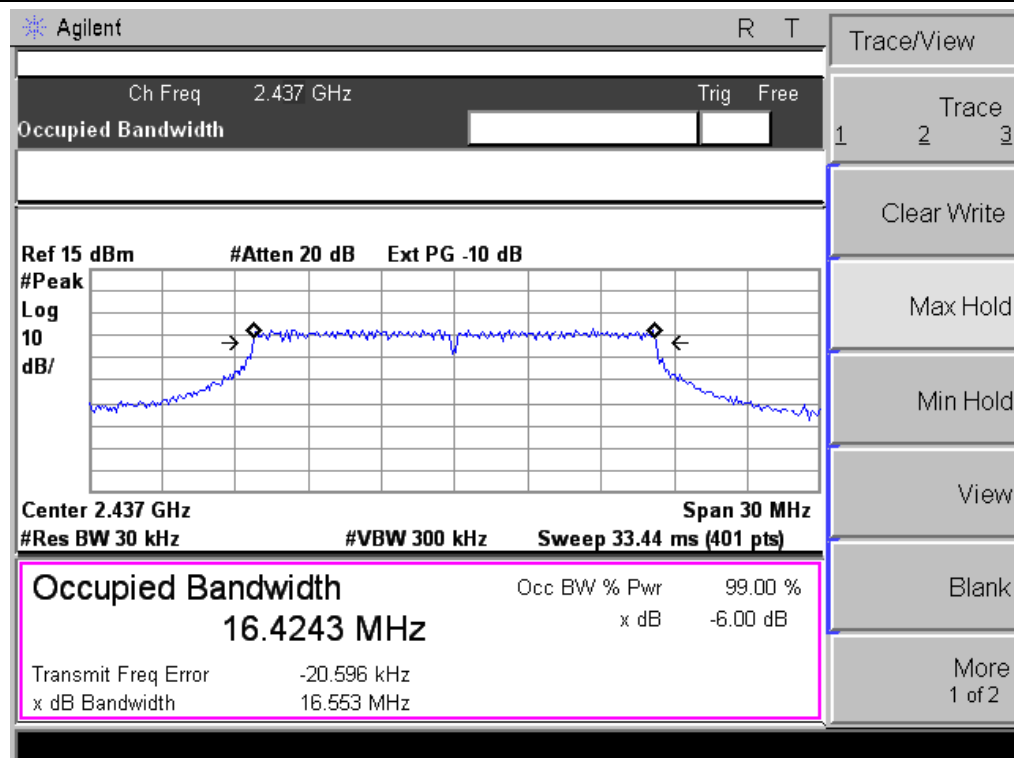 Agilent R T
Ch Freq 2.437 GHz Trig Free
Occupied Bandwidth
Ref 15 dBm #Atten 20 dB Ext PG -10 dB
#Peak
Log
10
dB/
Center 2.437 GHz Span 30 MHz
#Res BW 30 kHz #VBW 300 kHz Sweep 33.44 ms (401 pts)
Occupied Bandwidth Occ BW % Pwr 99.00 %
16.4243 MHz x dB -6.00 dB
Transmit Freq Error -20.596 kHz
x dB Bandwidth 16.553 MHz
Trace/View
Trace
1 2 3
Clear Write
Max Hold
Min Hold
View
Blank
More
1 of 2